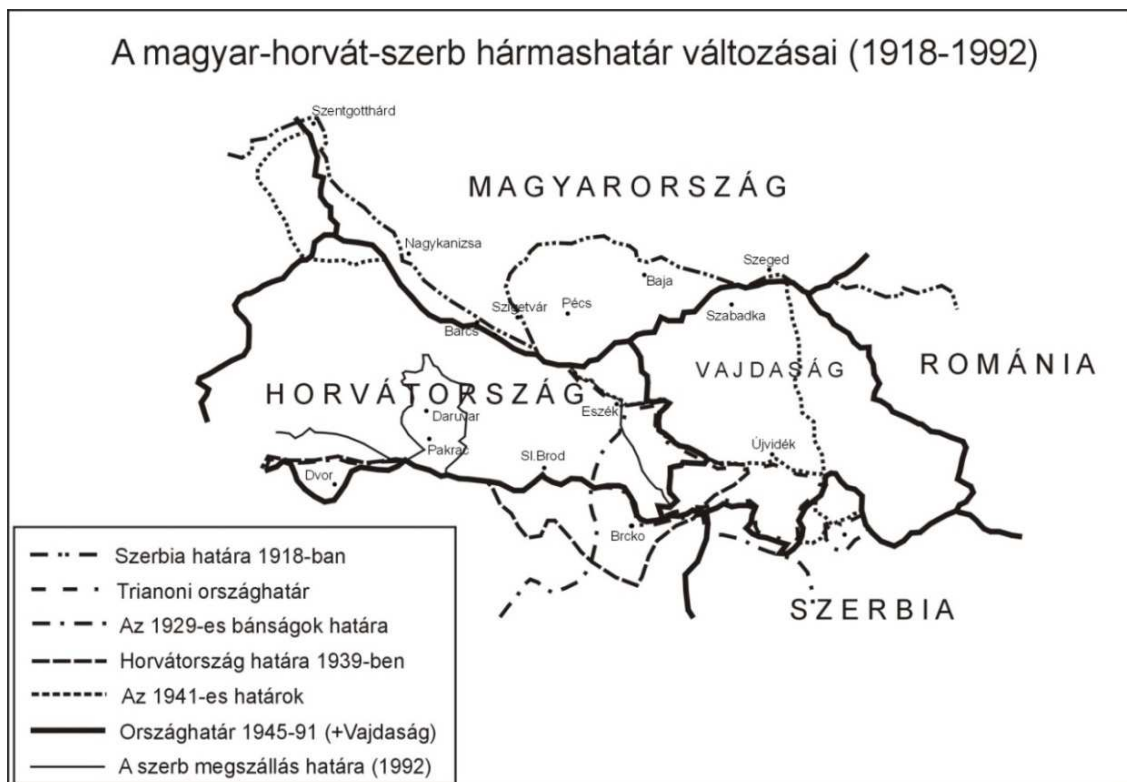 A magyar-horvát-szerb hármashatár változásai (1918-1992)
Szentgotthárd
MAGYARORSZÁG
Nagykanizsa
Szeged
Baja
Szigetvár
Pécs
Szabadka
Barcs
ROMÁNIA
VAJDASÁG
HORVÁTORSZÁG
Eszék
Daruvar
Pakrac
Újvidék
Sl.Brod
Dvor
Brcko
SZERBIA
Szerbia határa 1918-ban
Trianoni országhatár
Az 1929-es bánságok határa
Horvátország határa 1939-ben
Az 1941-es határok
Országhatár 1945-91 (+Vajdaság)
A szerb megszállás határa (1992)